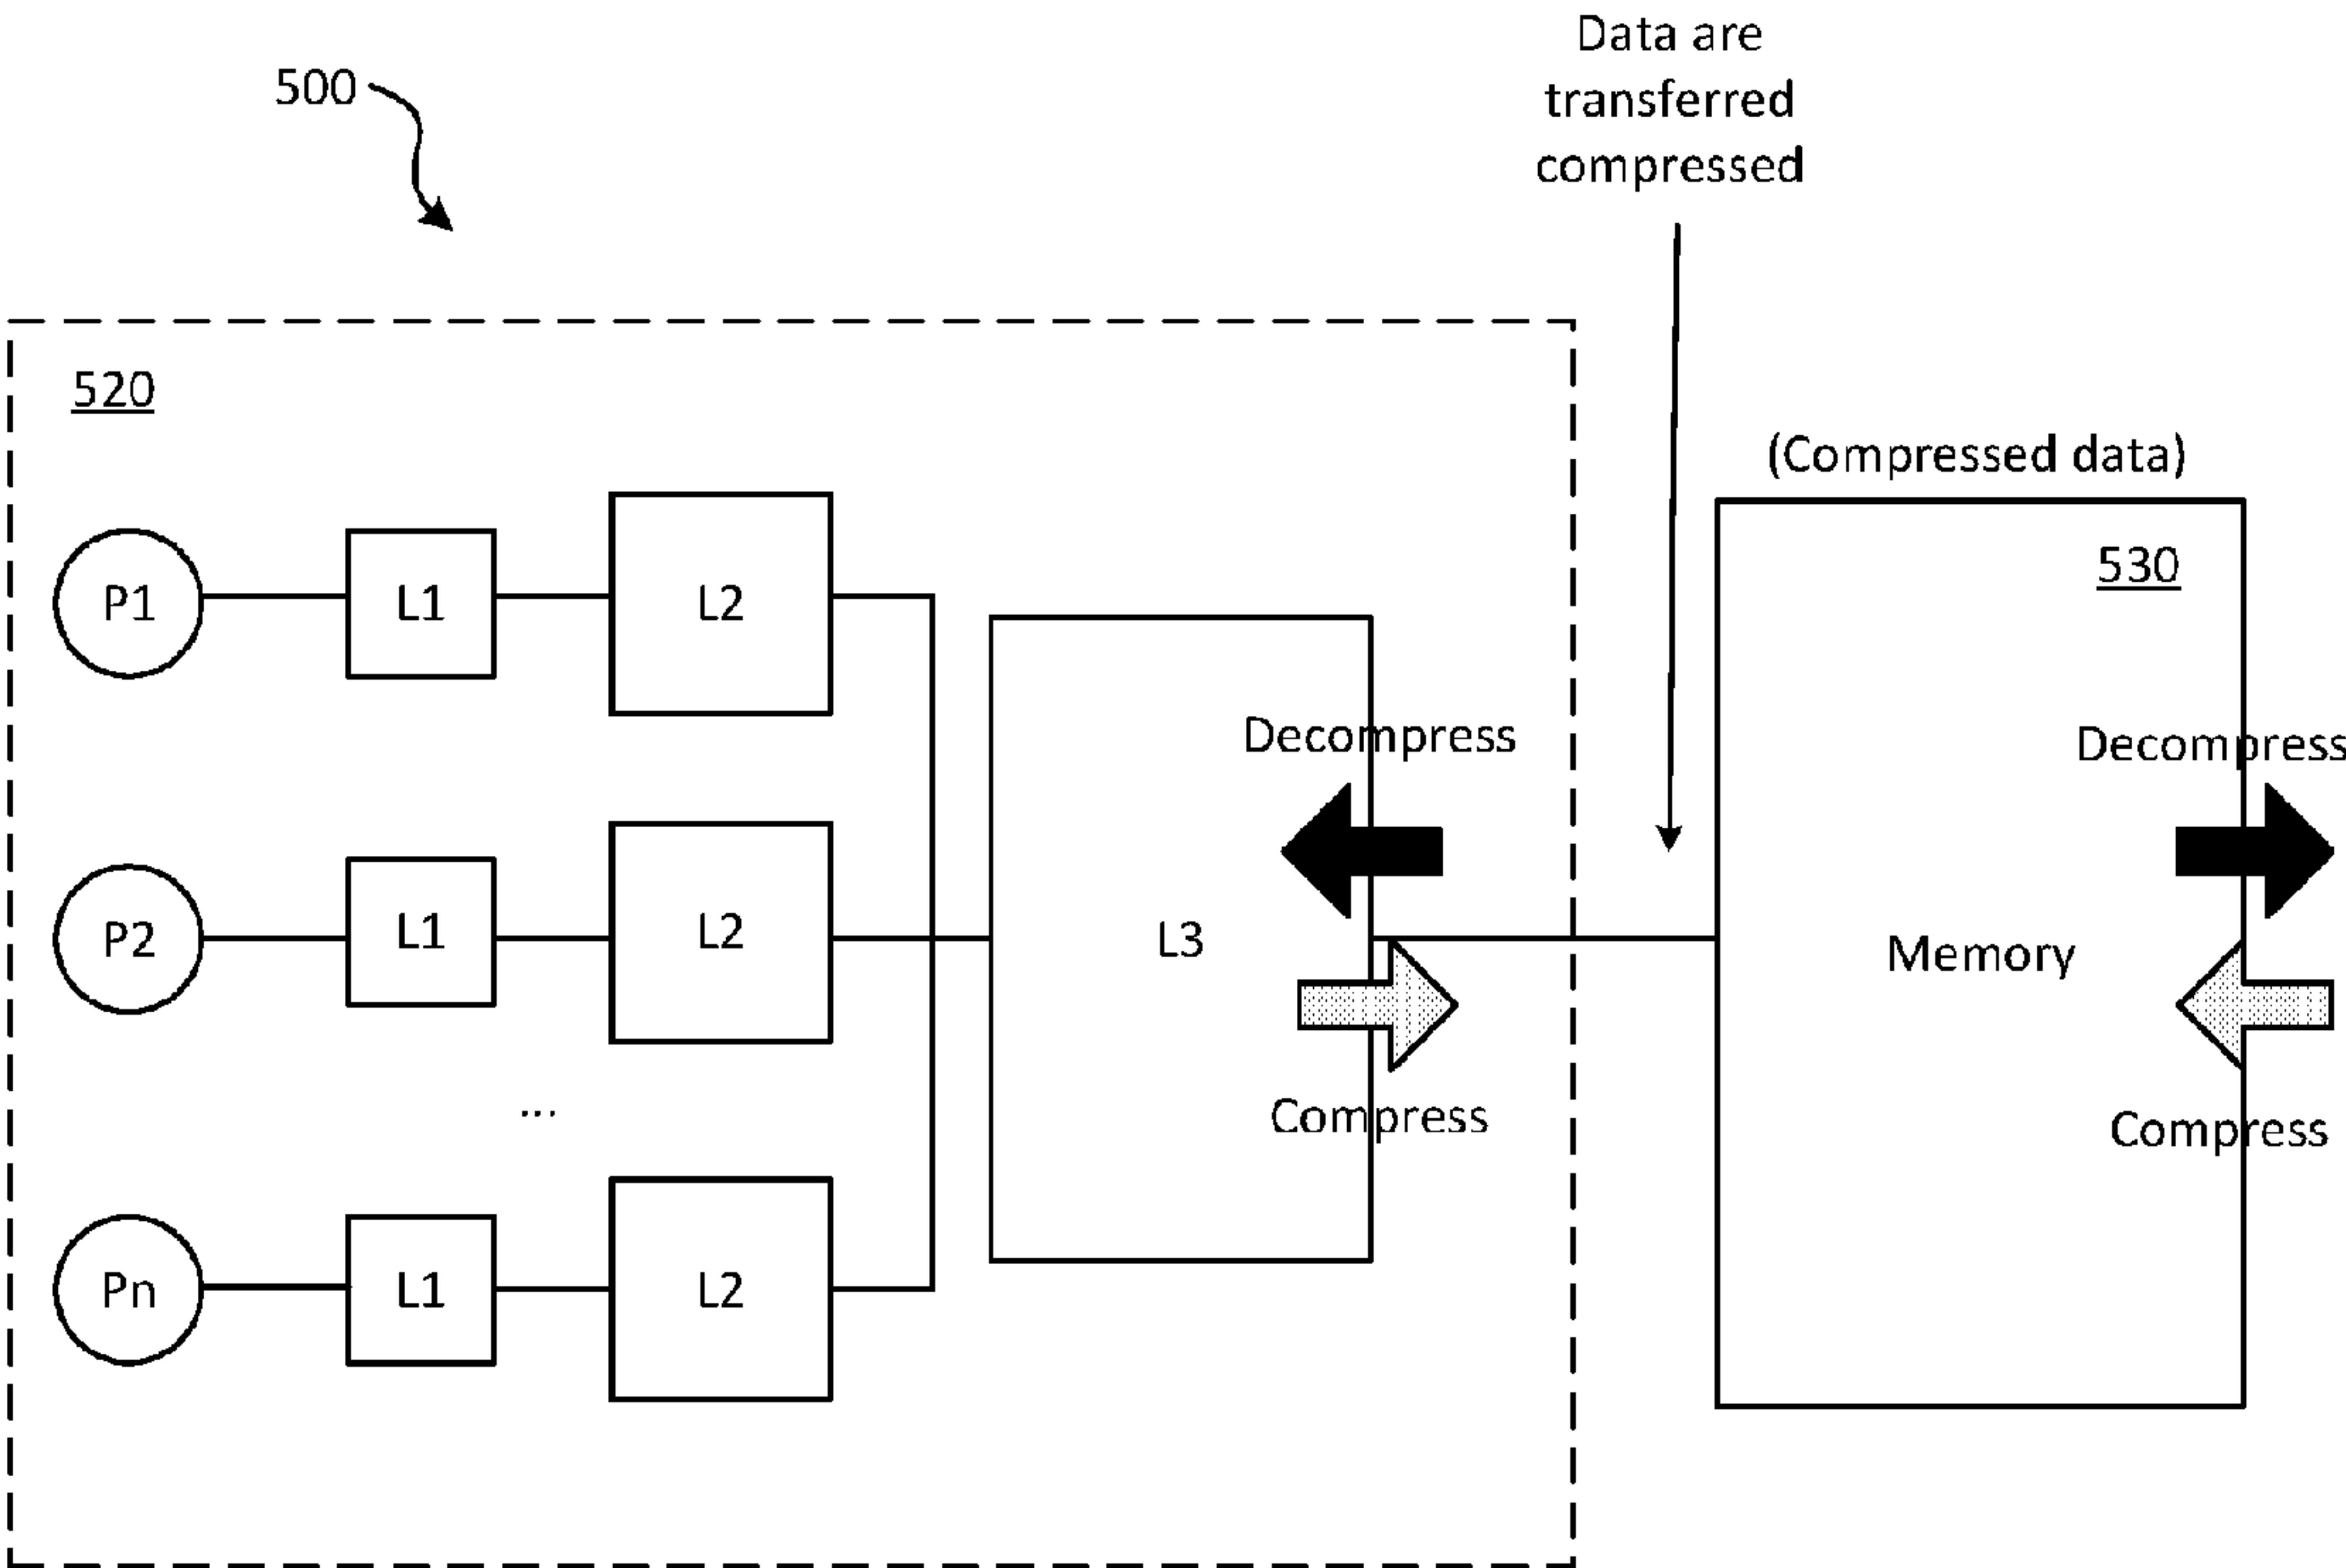 Data are
transferred
compressed
500
520
(Compressed data)
530
P1
L1
L2
Decompress
Decompress
P2
L1
L2
L3
Memory
...
Compress
Compress
Pn
L1
L2